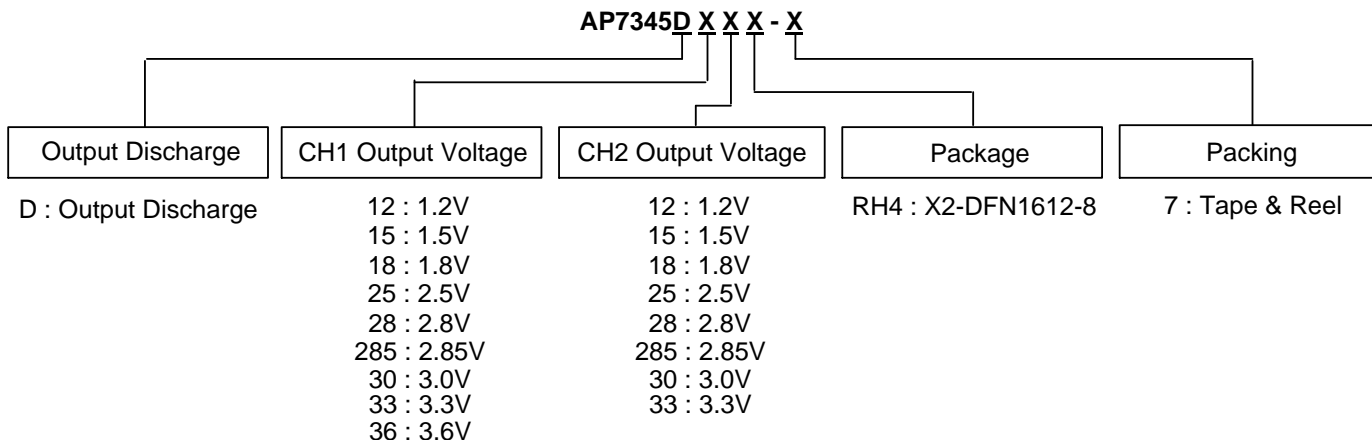 AP7345D X X X - X
Output Discharge
CH1 Output Voltage
CH2 Output Voltage
Package
Packing
D : Output Discharge
12 : 1.2V
15 : 1.5V
18 : 1.8V
25 : 2.5V
28 : 2.8V
285 : 2.85V
30 : 3.0V
33 : 3.3V
36 : 3.6V
12 : 1.2V
15 : 1.5V
18 : 1.8V
25 : 2.5V
28 : 2.8V
285 : 2.85V
30 : 3.0V
33 : 3.3V
RH4 : X2-DFN1612-8
7 : Tape & Reel